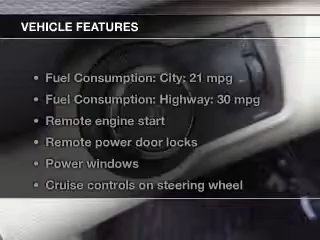 VEHICLE FEATURES
• Fuel Consumption: City: 21 mpg
• Fuel Consumption: Highway: 30 mpg
• Remote engine start
• Remote power door locks
• Power windows
• Cruise controls on steering wheel